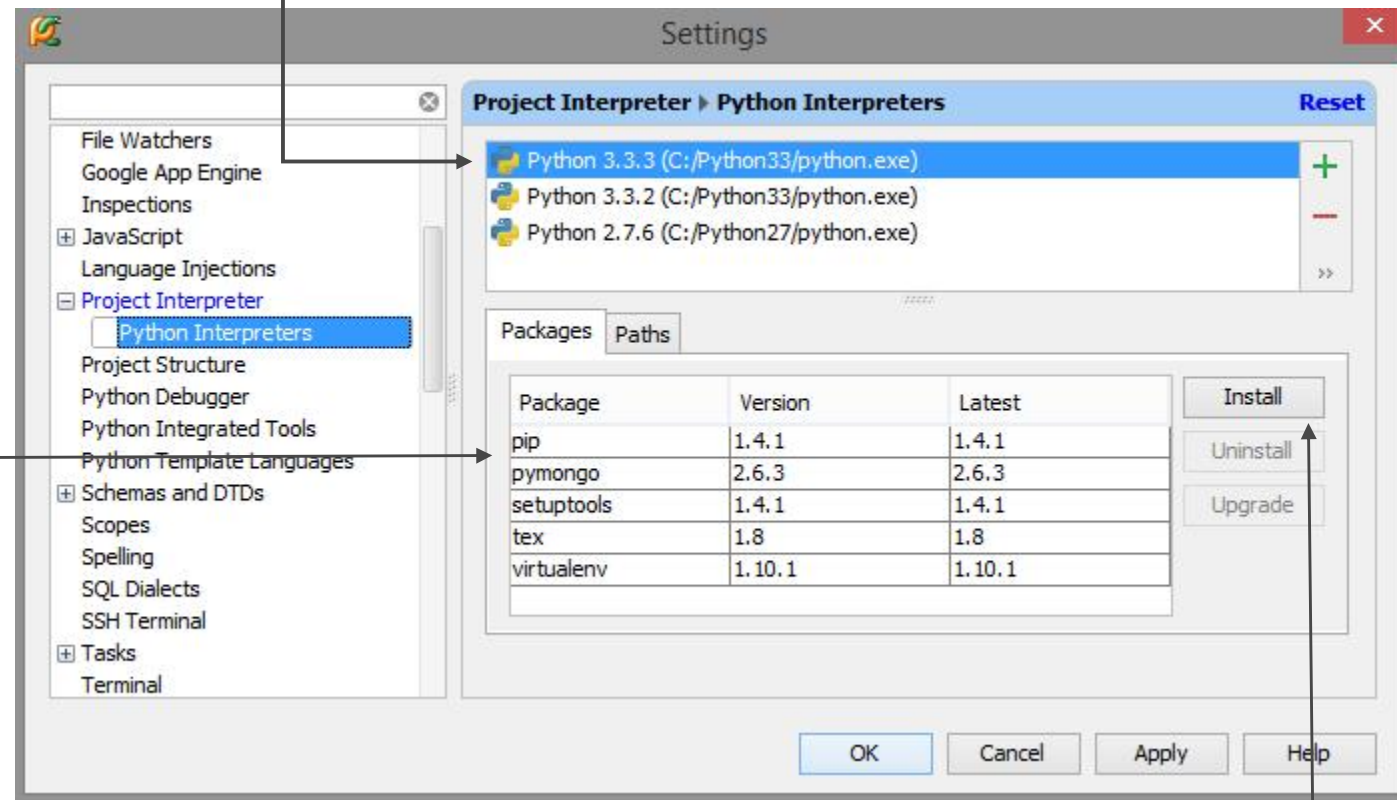 Settings
Project Interpreter Python Interpreters Reset
File Watchers
Google App Engine
Inspections
JavaScript
Language Injections
Project Interpreter
Python Interpreters
Project Structure
Python Debugger
Python Integrated Tools
Python Template Languages
Schemas and DTDs
Scopes
Spelling
SQL Dialects
SSH Terminal
Tasks
Terminal
Python 3.3.3 (C:/Python33/python.exe)
Python 3.3.2 (C:/Python33/python.exe)
Python 2.7.6 (C:/Python27/python.exe)
Packages Paths
Package Version Latest
pip 1.4.1 1.4.1
pymongo 2.6.3 2.6.3
setuptools 1.4.1 1.4.1
tex 1.8 1.8
virtualenv 1.10.1 1.10.1
Install
Uninstall
Upgrade
OK Cancel Apply Help